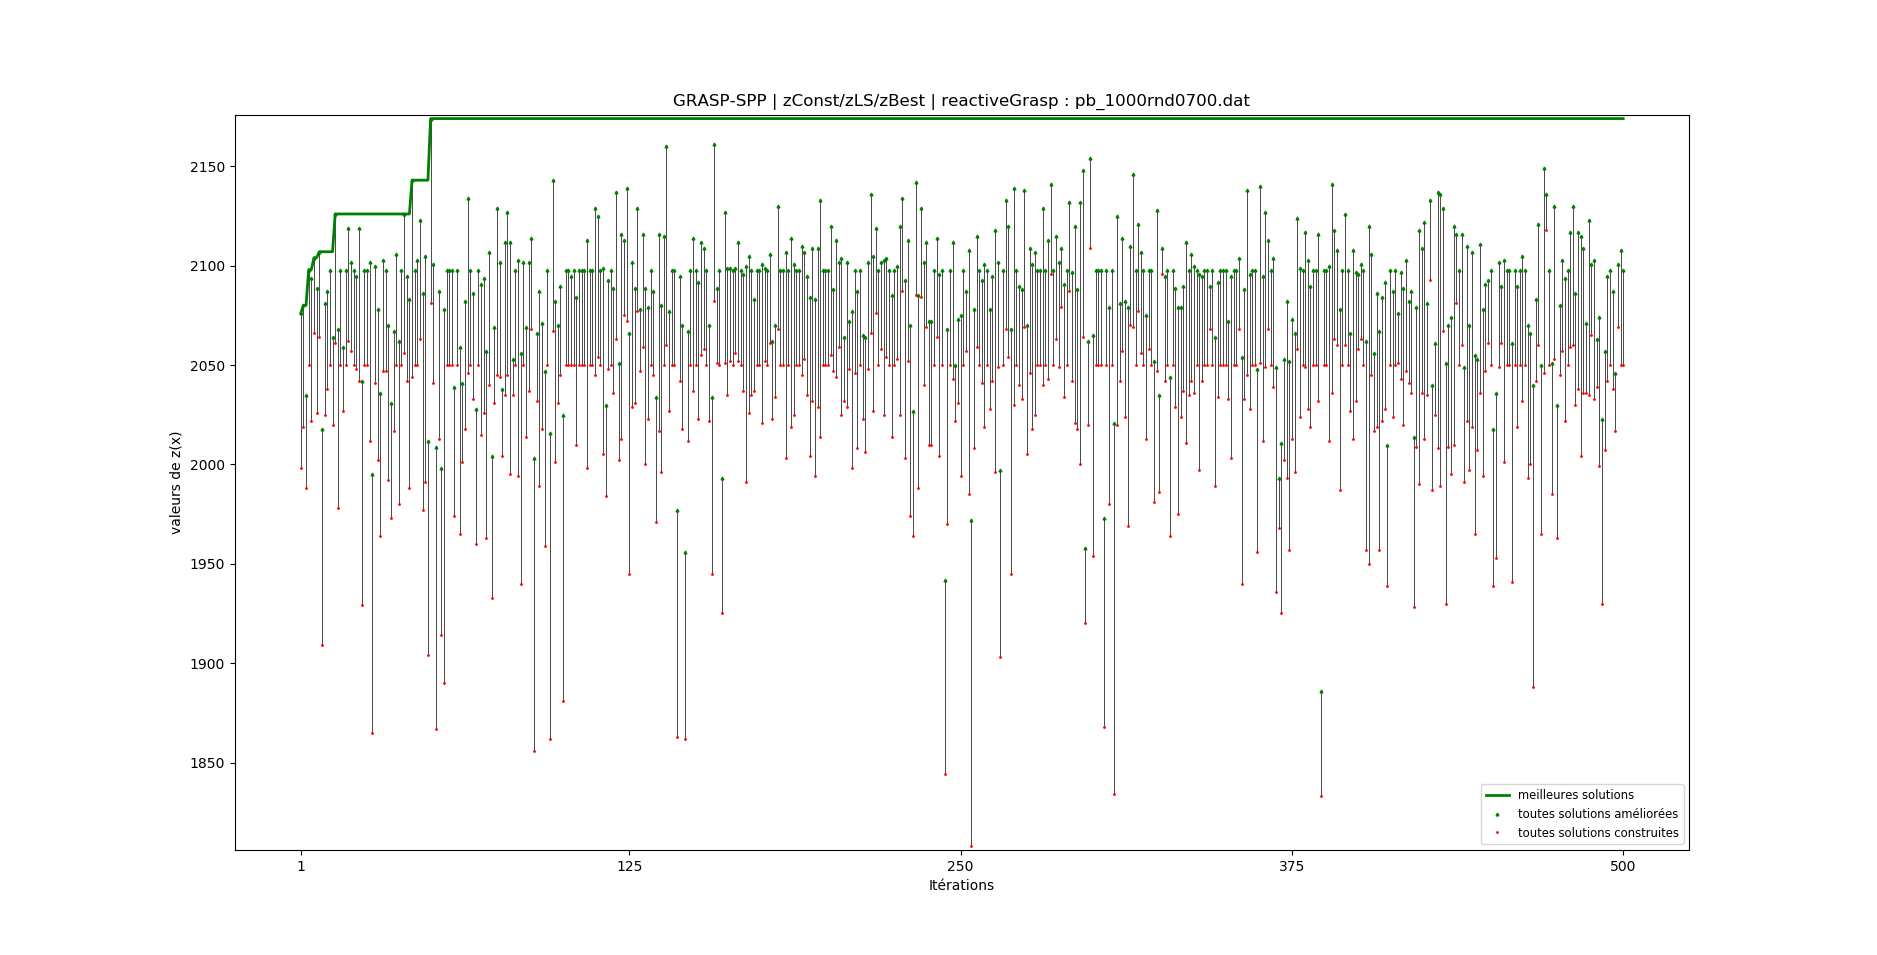 GRASP-SPP | zConst/zLS/zBest | reactiveGrasp : pb_1000rnd0700.dat
valeurs de z(x)
2150
2100
2050
2000
1950
1900
1850
1
125
250
375
500
Itérations
meilleures solutions
toutes solutions améliorées
toutes solutions construites